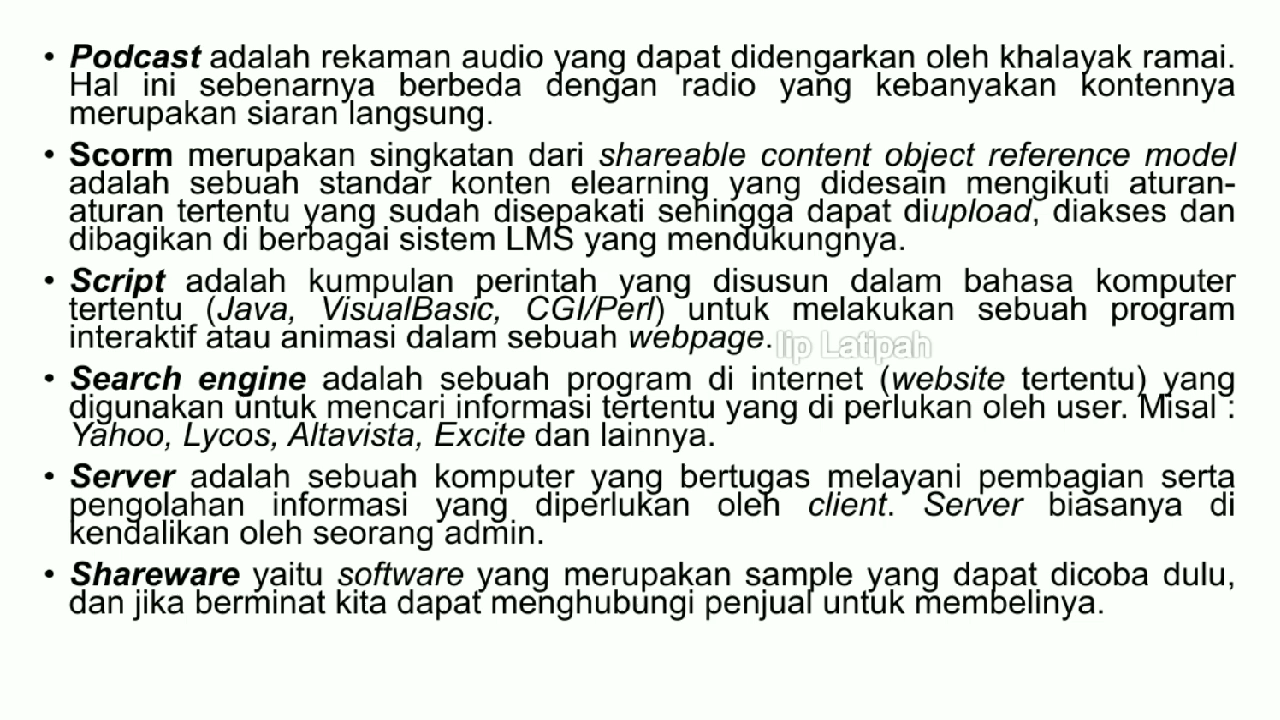 • Podcast adalah rekaman audio yang dapat didengarkan oleh khalayak ramai.
Hal ini sebenarnya berbeda dengan radio yang kebanyakan kontennya
merupakan siaran langsung.
• Scorm merupakan singkatan dari shareable content object reference model
adalah sebuah standar konten elearning yang didesain mengikuti aturan-
aturan tertentu yang sudah disepakati sehingga dapat diupload, diakses dan
dibagikan di berbagai sistem LMS yang mendukungnya.
• Script adalah kumpulan perintah yang disusun dalam bahasa komputer
tertentu (Java, VisualBasic, CGI/Perl) untuk melakukan sebuah program
interaktif atau animasi dalam sebuah webpage.
Iip Latipah
• Search engine adalah sebuah program di internet (website tertentu) yang
digunakan untuk mencari informasi tertentu yang di perlukan oleh user. Misal :
Yahoo, Lycos, Altavista, Excite dan lainnya.
• Server adalah sebuah komputer yang bertugas melayani pembagian serta
pengolahan informasi yang diperlukan oleh client. Server biasanya di
kendalikan oleh seorang admin.
• Shareware yaitu software yang merupakan sample yang dapat dicoba dulu,
dan jika berminat kita dapat menghubungi penjual untuk membelinya.